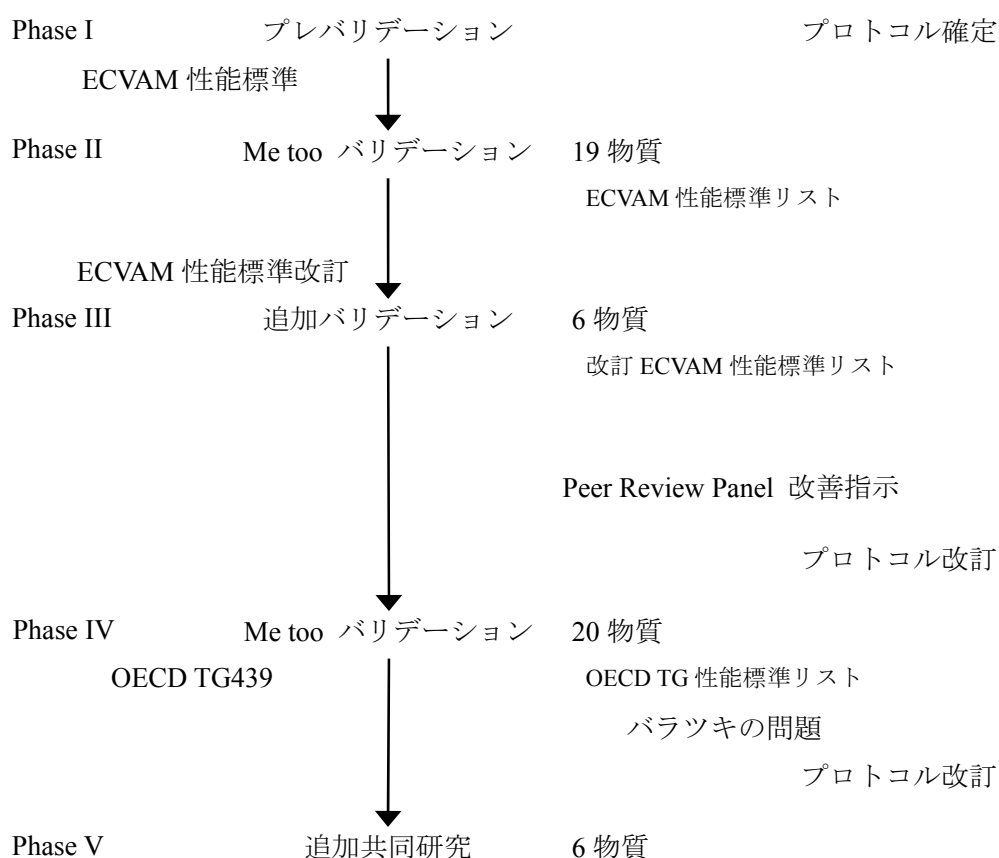 Phase I プレバリデーション プロトコル確定
ECVAM 性能標準
Phase II Me too バリデーション 19 物質
ECVAM 性能標準リスト
ECVAM 性能標準改訂
Phase III 追加バリデーション 6 物質
改訂 ECVAM 性能標準リスト
Peer Review Panel 改善指示
プロトコル改訂
Phase IV Me too バリデーション 20 物質
OECD TG439 OECD TG 性能標準リスト
バラツキの問題
プロトコル改訂
Phase V 追加共同研究 6 物質